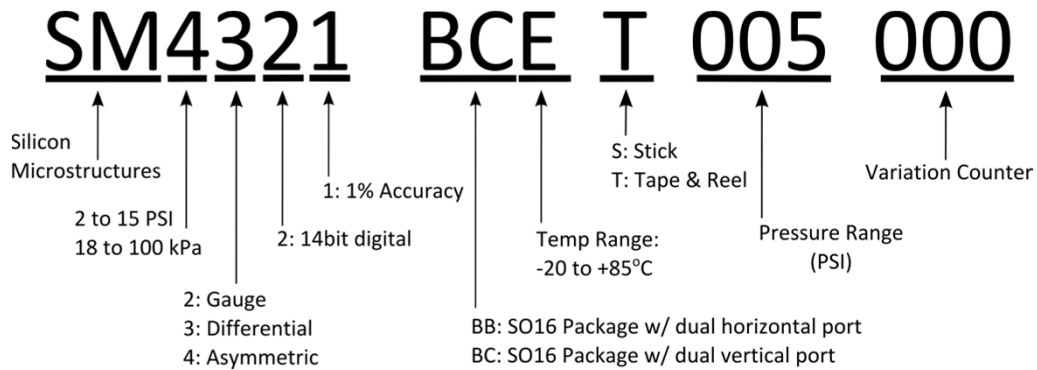 SM4321 BCE T 005 000
Silicon
Microstructures
2 to 15 PSI
18 to 100 kPa
2: Gauge
3: Differential
4: Asymmetric
2: 14bit digital
1: 1% Accuracy
BB: SO16 Package w/ dual horizontal port
BC: SO16 Package w/ dual vertical port
Temp Range:
-20 to +85°C
S: Stick
T: Tape & Reel
Pressure Range
(PSI)
Variation Counter